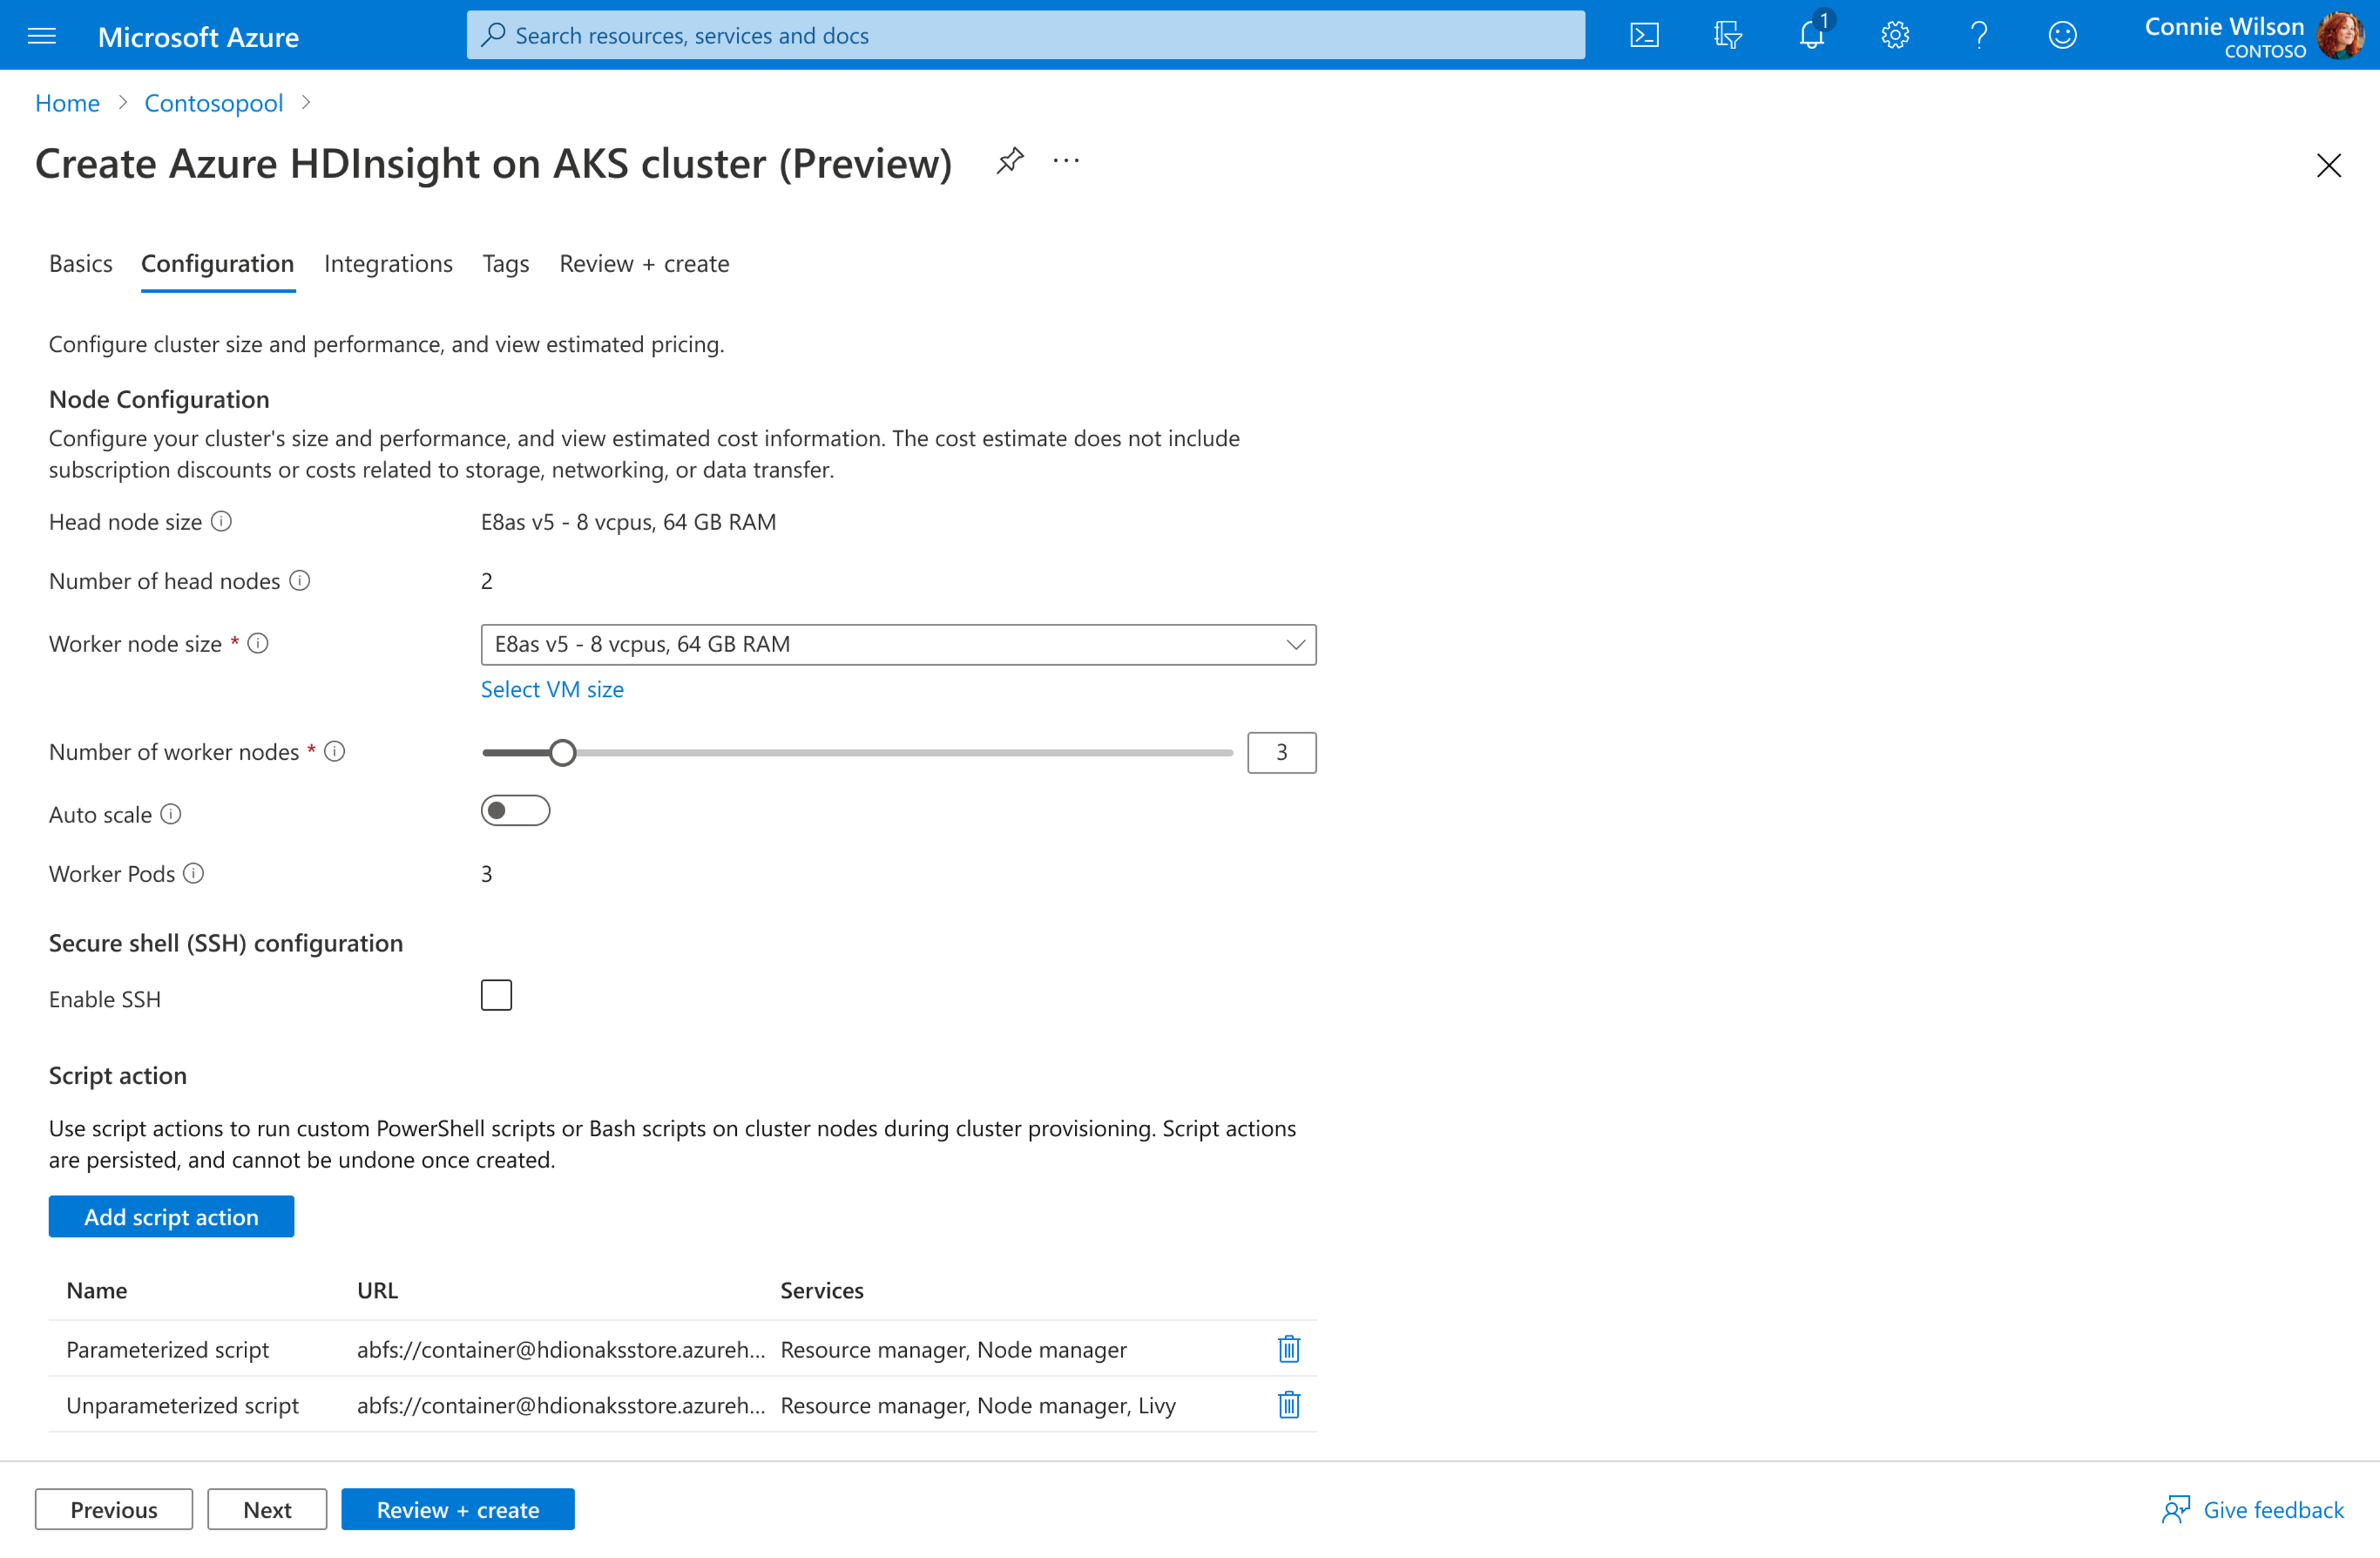 Microsoft Azure
Search resources, services and docs
1
Connie Wilson
CONTOSO
Home > Contosopool >
Create Azure HDInsight on AKS cluster (Preview)
Basics Configuration Integrations Tags Review + create
Configure cluster size and performance, and view estimated pricing.
Node Configuration
Configure your cluster's size and performance, and view estimated cost information. The cost estimate does not include
subscription discounts or costs related to storage, networking, or data transfer.
Head node size E8as v5 - 8 vcpus, 64 GB RAM
Number of head nodes 2
Worker node size * E8as v5 - 8 vcpus, 64 GB RAM
Select VM size
Number of worker nodes * 3
Auto scale
Worker Pods 3
Secure shell (SSH) configuration
Enable SSH
Script action
Use script actions to run custom PowerShell scripts or Bash scripts on cluster nodes during cluster provisioning. Script actions
are persisted, and cannot be undone once created.
Add script action
Name URL Services
Parameterized script abfs://container@hdionaksstore.azureh... Resource manager, Node manager
Unparameterized script abfs://container@hdionaksstore.azureh... Resource manager, Node manager, Livy
Previous Next Review + create Give feedback